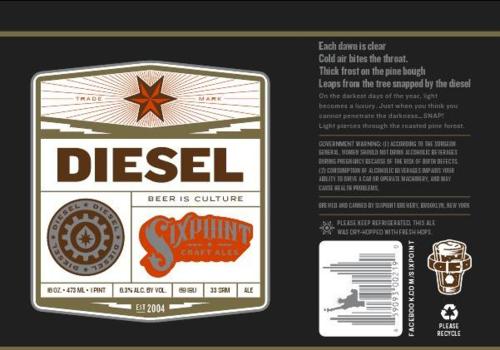 TRADE MARK
DIESEL
BEER IS CULTURE
DIESEL ★ DIESEL ★ DIESEL ★ DIESEL
SIXPOINT
CRAFT ALES
16 OZ. • 473 ML • 1 PINT
6.3% ALC. BY VOL.
69 IBU
33 SRM
ALE
EST 2004
Each dawn is clear
Cold air bites the throat.
Thick frost on the pine bough
Leaps from the tree snapped by the diesel
On the darkest days of the year, light
becomes a luxury. Just when you think you
cannot penetrate the darkness...SNAP!
Light pierces through the roasted pine forest.
GOVERNMENT WARNING: (1) ACCORDING TO THE SURGEON
GENERAL, WOMEN SHOULD NOT DRINK ALCOHOLIC BEVERAGES
DURING PREGNANCY BECAUSE OF THE RISK OF BIRTH DEFECTS.
(2) CONSUMPTION OF ALCOHOLIC BEVERAGES IMPAIRS YOUR
ABILITY TO DRIVE A CAR OR OPERATE MACHINERY, AND MAY
CAUSE HEALTH PROBLEMS.
BREWED AND CANNED BY SIXPOINT BREWERY, BROOKLYN, NEW YORK
PLEASE KEEP REFRIGERATED. THIS ALE
WAS DRY-HOPPED WITH FRESH HOPS.
FACEBOOK.COM/SIXPOINT
PLEASE
RECYCLE